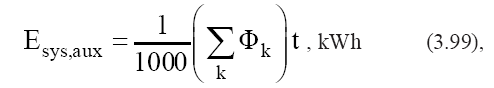 E_sys,aux = 1/1000 (∑_k Φ_k) t , kWh (3.99),